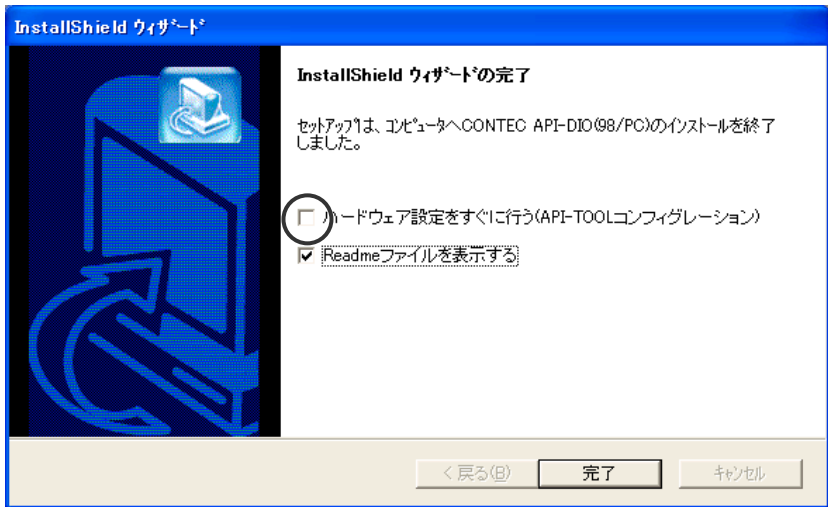 InstallShield ウィザード
InstallShield ウィザードの完了
セットアップは、コンピュータへCONTEC API-DIO(98/PC)のインストールを終了
しました。
ハードウェア設定をすぐに行う(API-TOOLコンフィグレーション)
Readmeファイルを表示する
< 戻る(B)
完了
キャンセル